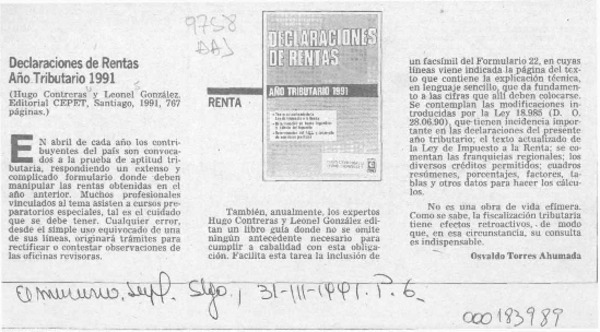 9758
Declaraciones de Rentas
Año Tributario 1991
(Hugo Contreras y Leonel González.
Editorial CEPET, Santiago, 1991, 767
páginas.)
EN abril de cada año los contri-
buyentes del país son convoca-
dos a la prueba de aptitud tri-
butaria, respondiendo un extenso y
complicado formulario donde deben
manipular las rentas obtenidas en el
año anterior. Muchos profesionales
vinculados al tema asisten a cursos pre-
paratorios especiales, tal es el cuidado
que se debe tener. Cualquier error,
desde el simple uso equivocado de una
de sus líneas, originará trámites para
rectificar o contestar observaciones de
las oficinas revisoras.
RENTA
DECLARACIONES
DE RENTAS
AÑO TRIBUTARIO 1991
También, anualmente, los expertos
Hugo Contreras y Leonel González edi-
tan un libro guía donde no se omite
ningún antecedente necesario para
cumplir a cabalidad con esta obliga-
ción. Facilita esta tarea la inclusión de
un facsímil del Formulario 22, en cuyas
líneas viene indicada la página del tex-
to que contiene la explicación técnica,
en lenguaje sencillo, que da fundamen-
to a las cifras que allí deben colocarse.
Se contemplan las modificaciones in-
troducidas por la Ley 18.985 (D. O.
28.06.90), que tienen incidencia impor-
tante en las declaraciones del presente
año tributario; el texto actualizado de
la Ley de Impuesto a la Renta; se co-
mentan las franquicias regionales; los
diversos créditos permitidos; cuadros
resúmenes, porcentajes, factores, ta-
blas y otros datos para hacer los cálcu-
los.
No es una obra de vida efímera.
Como se sabe, la fiscalización tributaria
tiene efectos retroactivos, de modo
que, en esa circunstancia, su consulta
es indispensable.
Osvaldo Torres Ahumada
El mercurio, Supl. Stgo., 31-III-1991. P. 6.
000183989